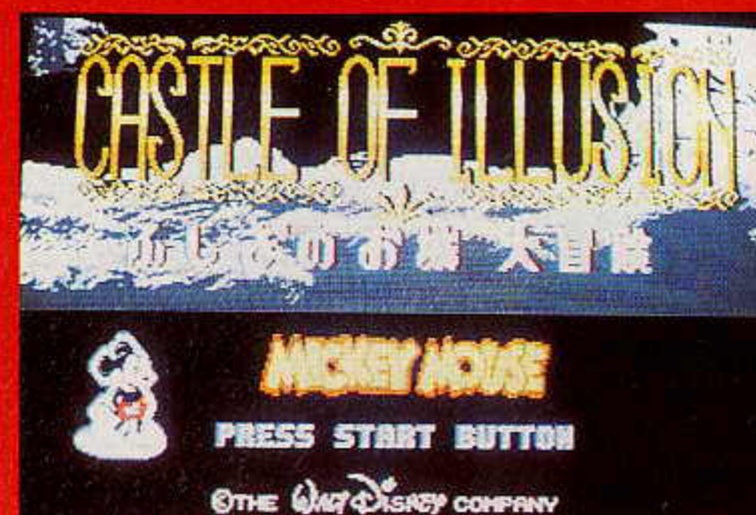 CASTLE OF ILLUSION
ふしぎのお城 大冒険
MICKEY MOUSE
PRESS START BUTTON
©THE WALT DISNEY COMPANY